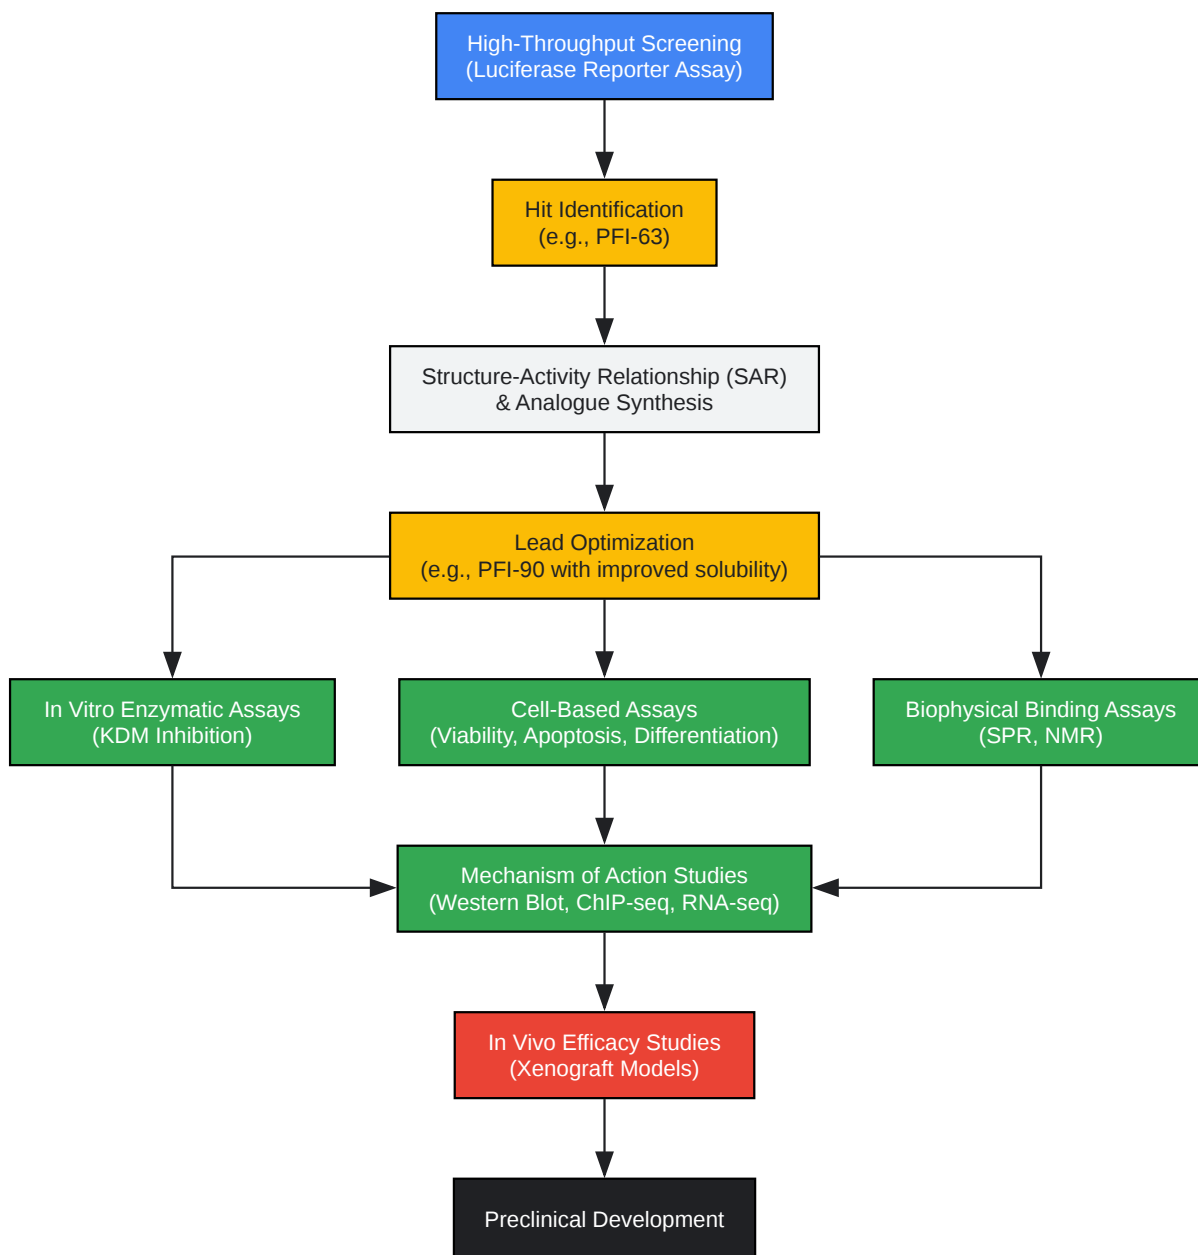 High-Throughput Screening
(Luciferase Reporter Assay)
Hit Identification
(e.g., PFI-63)
Structure-Activity Relationship (SAR)
& Analogue Synthesis
Lead Optimization
(e.g., PFI-90 with improved solubility)
In Vitro Enzymatic Assays
(KDM Inhibition)
Cell-Based Assays
(Viability, Apoptosis, Differentiation)
Biophysical Binding Assays
(SPR, NMR)
Mechanism of Action Studies
(Western Blot, ChIP-seq, RNA-seq)
In Vivo Efficacy Studies
(Xenograft Models)
Preclinical Development